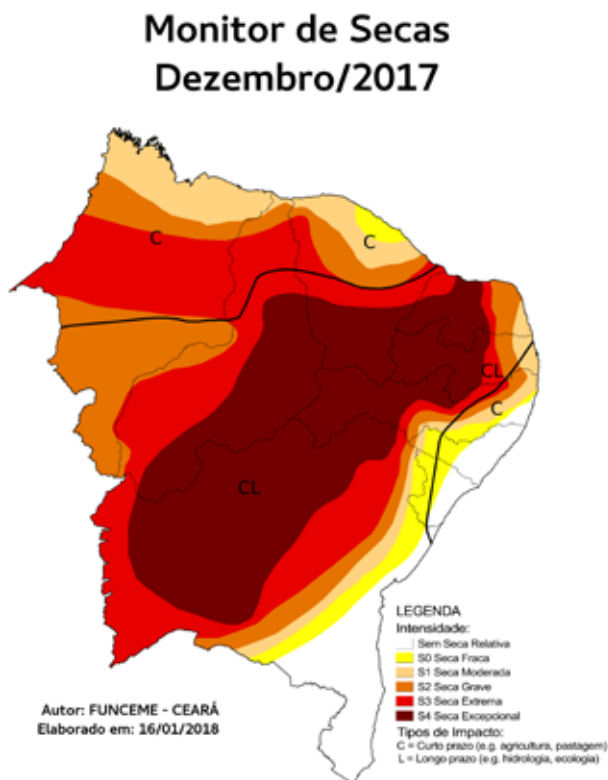 Monitor de Secas
Dezembro/2017
C
C
CL
C
CL
LEGENDA
Intensidade:
Sem Seca Relativa
S0 Seca Fraca
S1 Seca Moderada
S2 Seca Grave
S3 Seca Extrema
S4 Seca Excepcional
Tipos de Impacto:
C = Curto prazo (e.g. agricultura, pastagem)
L = Longo prazo (e.g. hidrologia, ecologia)
Autor: FUNCEME - CEARÁ
Elaborado em: 16/01/2018